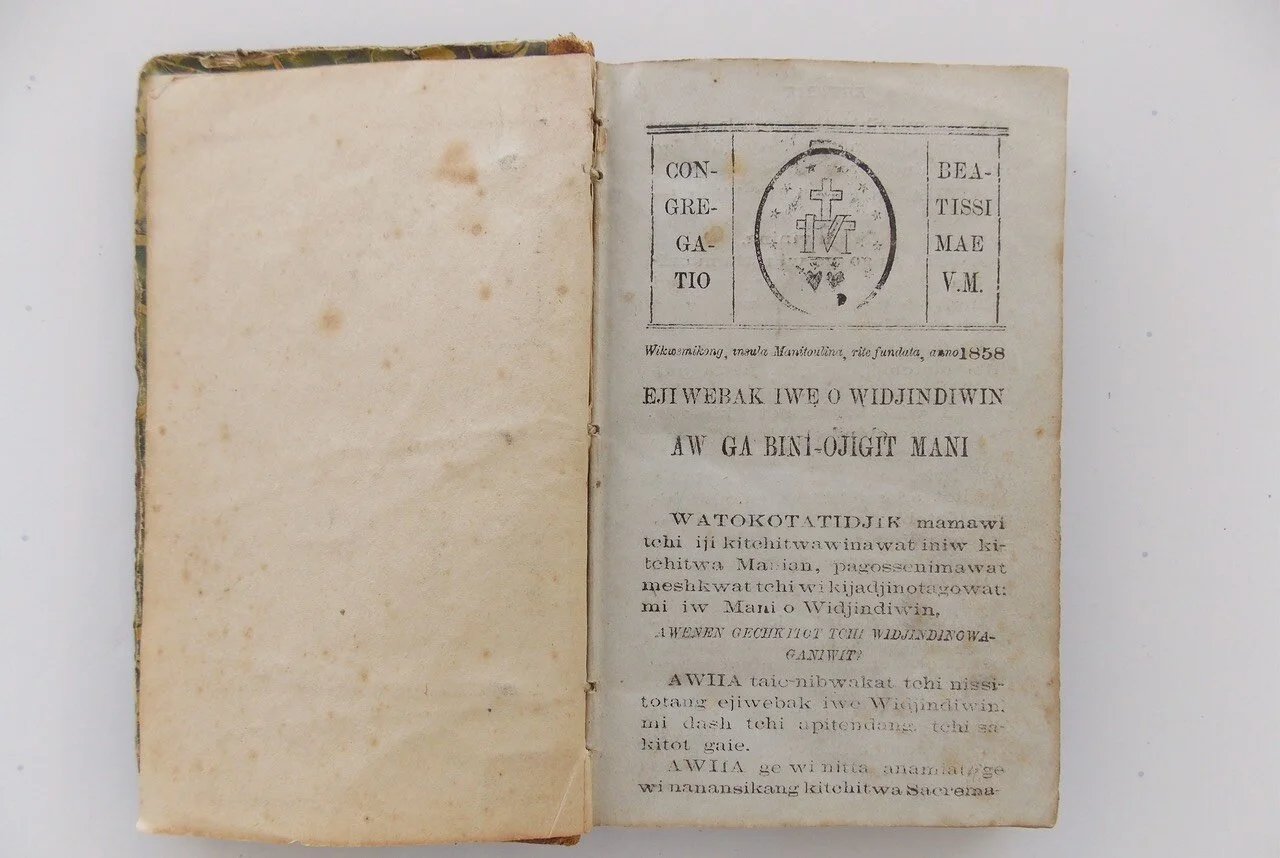 CON-
GRE-
GA-
TIO
BEA-
TISSI
MAE
V.M.
Wikwemikong, insula Manitoulina, rite fundata, anno 1858
EJIWEBAK IWE O WIDJINDIWIN
AW GA BINI-OJIGIT MANI
WATOKOTATIDJIK mamawi
tchi iji kitchitwawinawat iniw ki-
tchitwa Manian, pagossenimawat
meshkwat tchi wi kijadjinotagowat:
mi iw Mani o Widjindiwin,
AWENEN GECHKITOT TCHI WIDJINDINOWA-
GANIWIT?
AWIIA taie-nibwakat tchi nissi-
totang ejiwebak iwe Widjindiwin.
mi dash tchi apitendang, tchi sa-
kitot gaie.
AWIIA ge wi nitta anamiat, ge
wi nanansikang kitchitwa Sacrema-